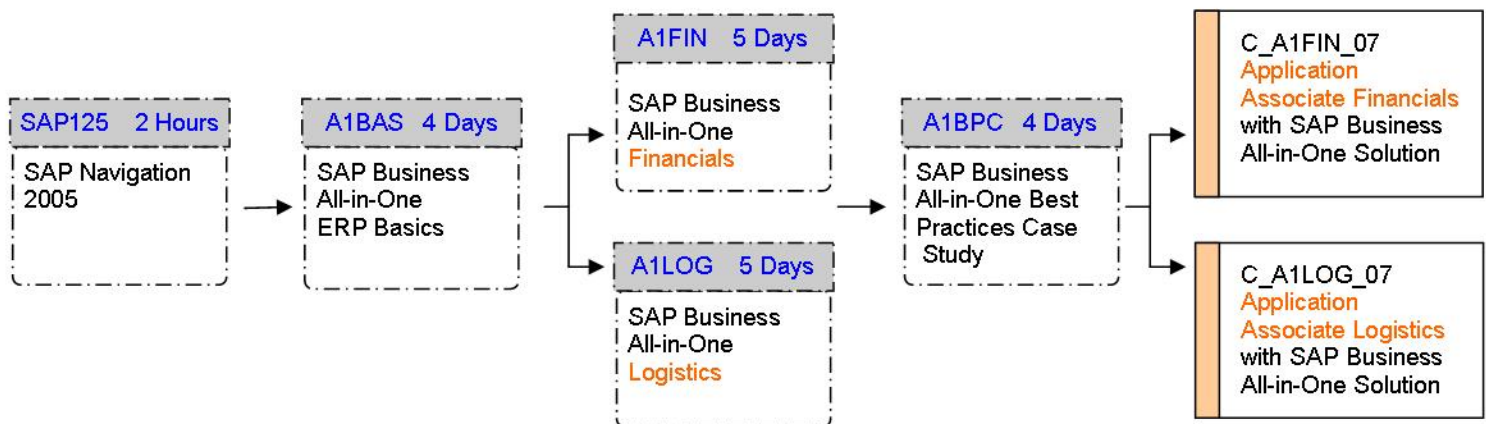 SAP125 2 Hours
SAP Navigation
2005
A1BAS 4 Days
SAP Business
All-in-One
ERP Basics
A1FIN 5 Days
SAP Business
All-in-One
Financials
A1LOG 5 Days
SAP Business
All-in-One
Logistics
A1BPC 4 Days
SAP Business
All-in-One Best
Practices Case
Study
C_A1FIN_07
Application
Associate Financials
with SAP Business
All-in-One Solution
C_A1LOG_07
Application
Associate Logistics
with SAP Business
All-in-One Solution